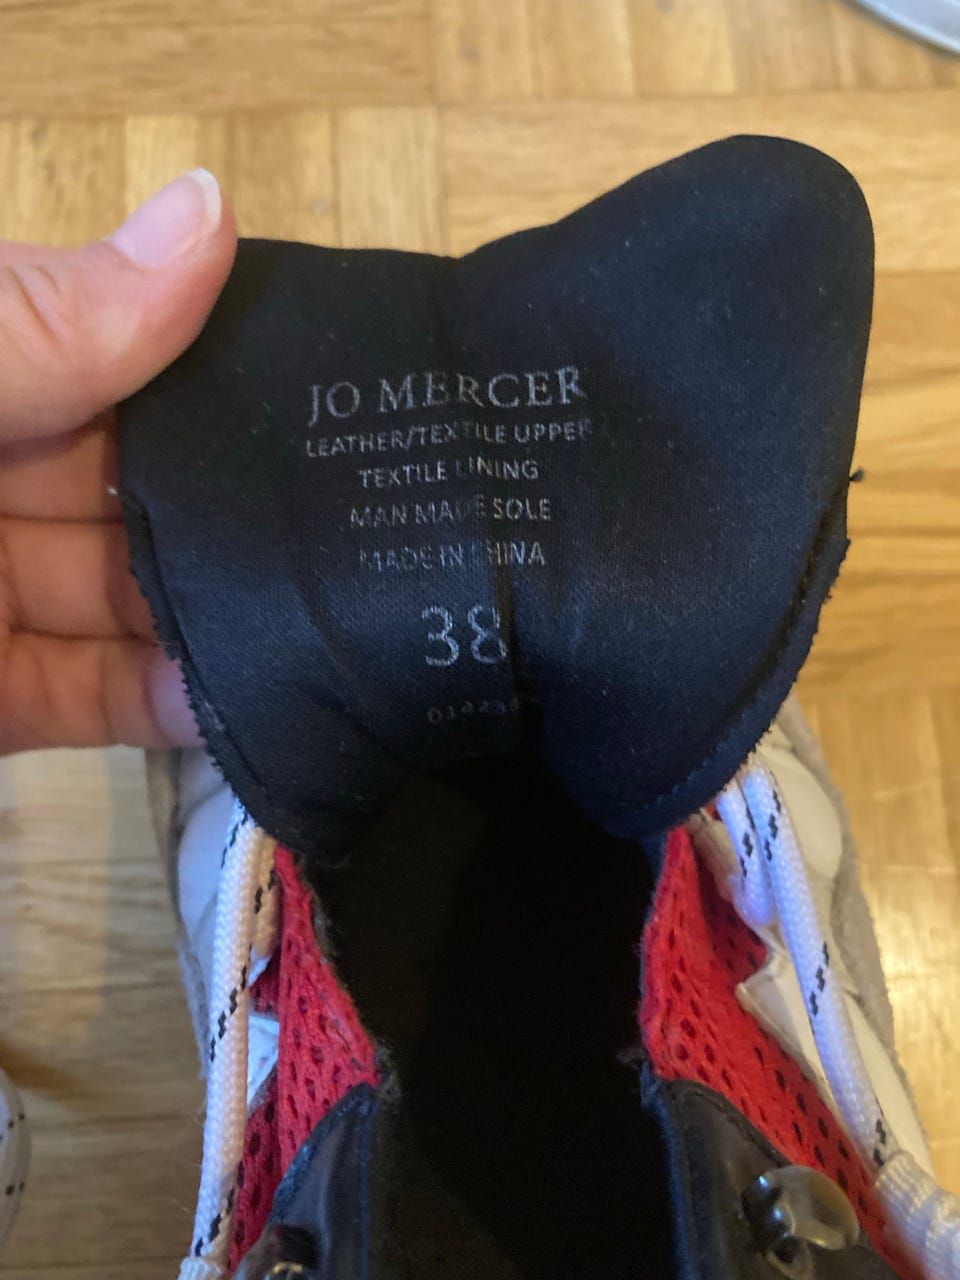 JO MERCER
LEATHER/TEXTILE UPPER
TEXTILE LINING
MAN MADE SOLE
MADE IN CHINA
38